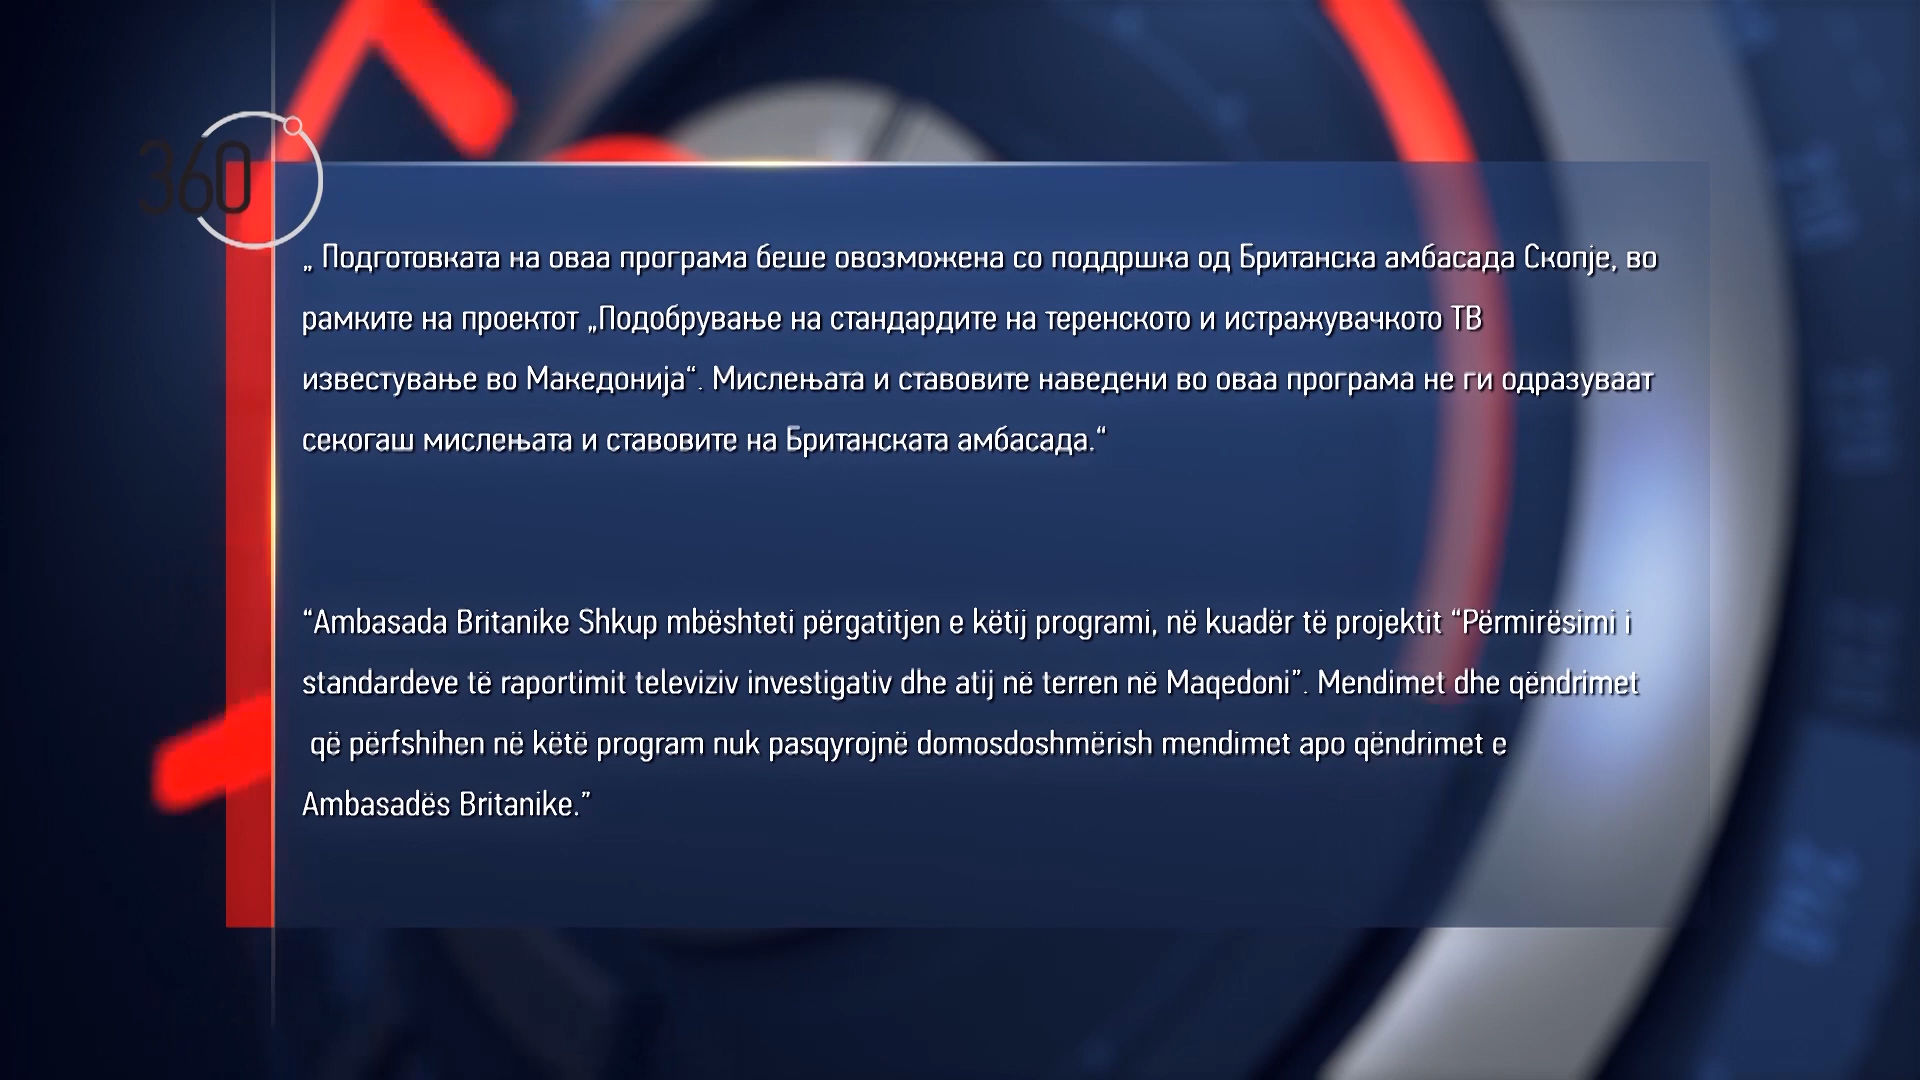 360
„ Подготовката на оваа програма беше овозможена со поддршка од Британска амбасада Скопје, во
рамките на проектот „Подобрување на стандардите на теренското и истражувачкото ТВ
известување во Македонија“. Мислењата и ставовите наведени во оваа програма не ги одразуваат
секогаш мислењата и ставовите на Британската амбасада.“
“Ambasada Britanike Shkup mbështeti përgatitjen e këtij programi, në kuadër të projektit “Përmirësimi i
standardeve të raportimit televiziv investigativ dhe atij në terren në Maqedoni”. Mendimet dhe qëndrimet
që përfshihen në këtë program nuk pasqyrojnë domosdoshmërish mendimet apo qëndrimet e
Ambasadës Britanike.”